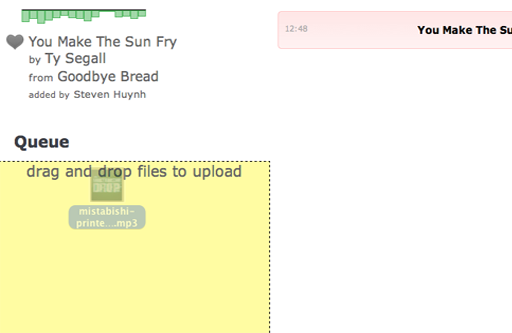 You Make The Sun Fry
by Ty Segall
from Goodbye Bread
added by Steven Huynh
12:48
You Make The Su
Queue
drag and drop files to upload
mistabishi-
printe....mp3